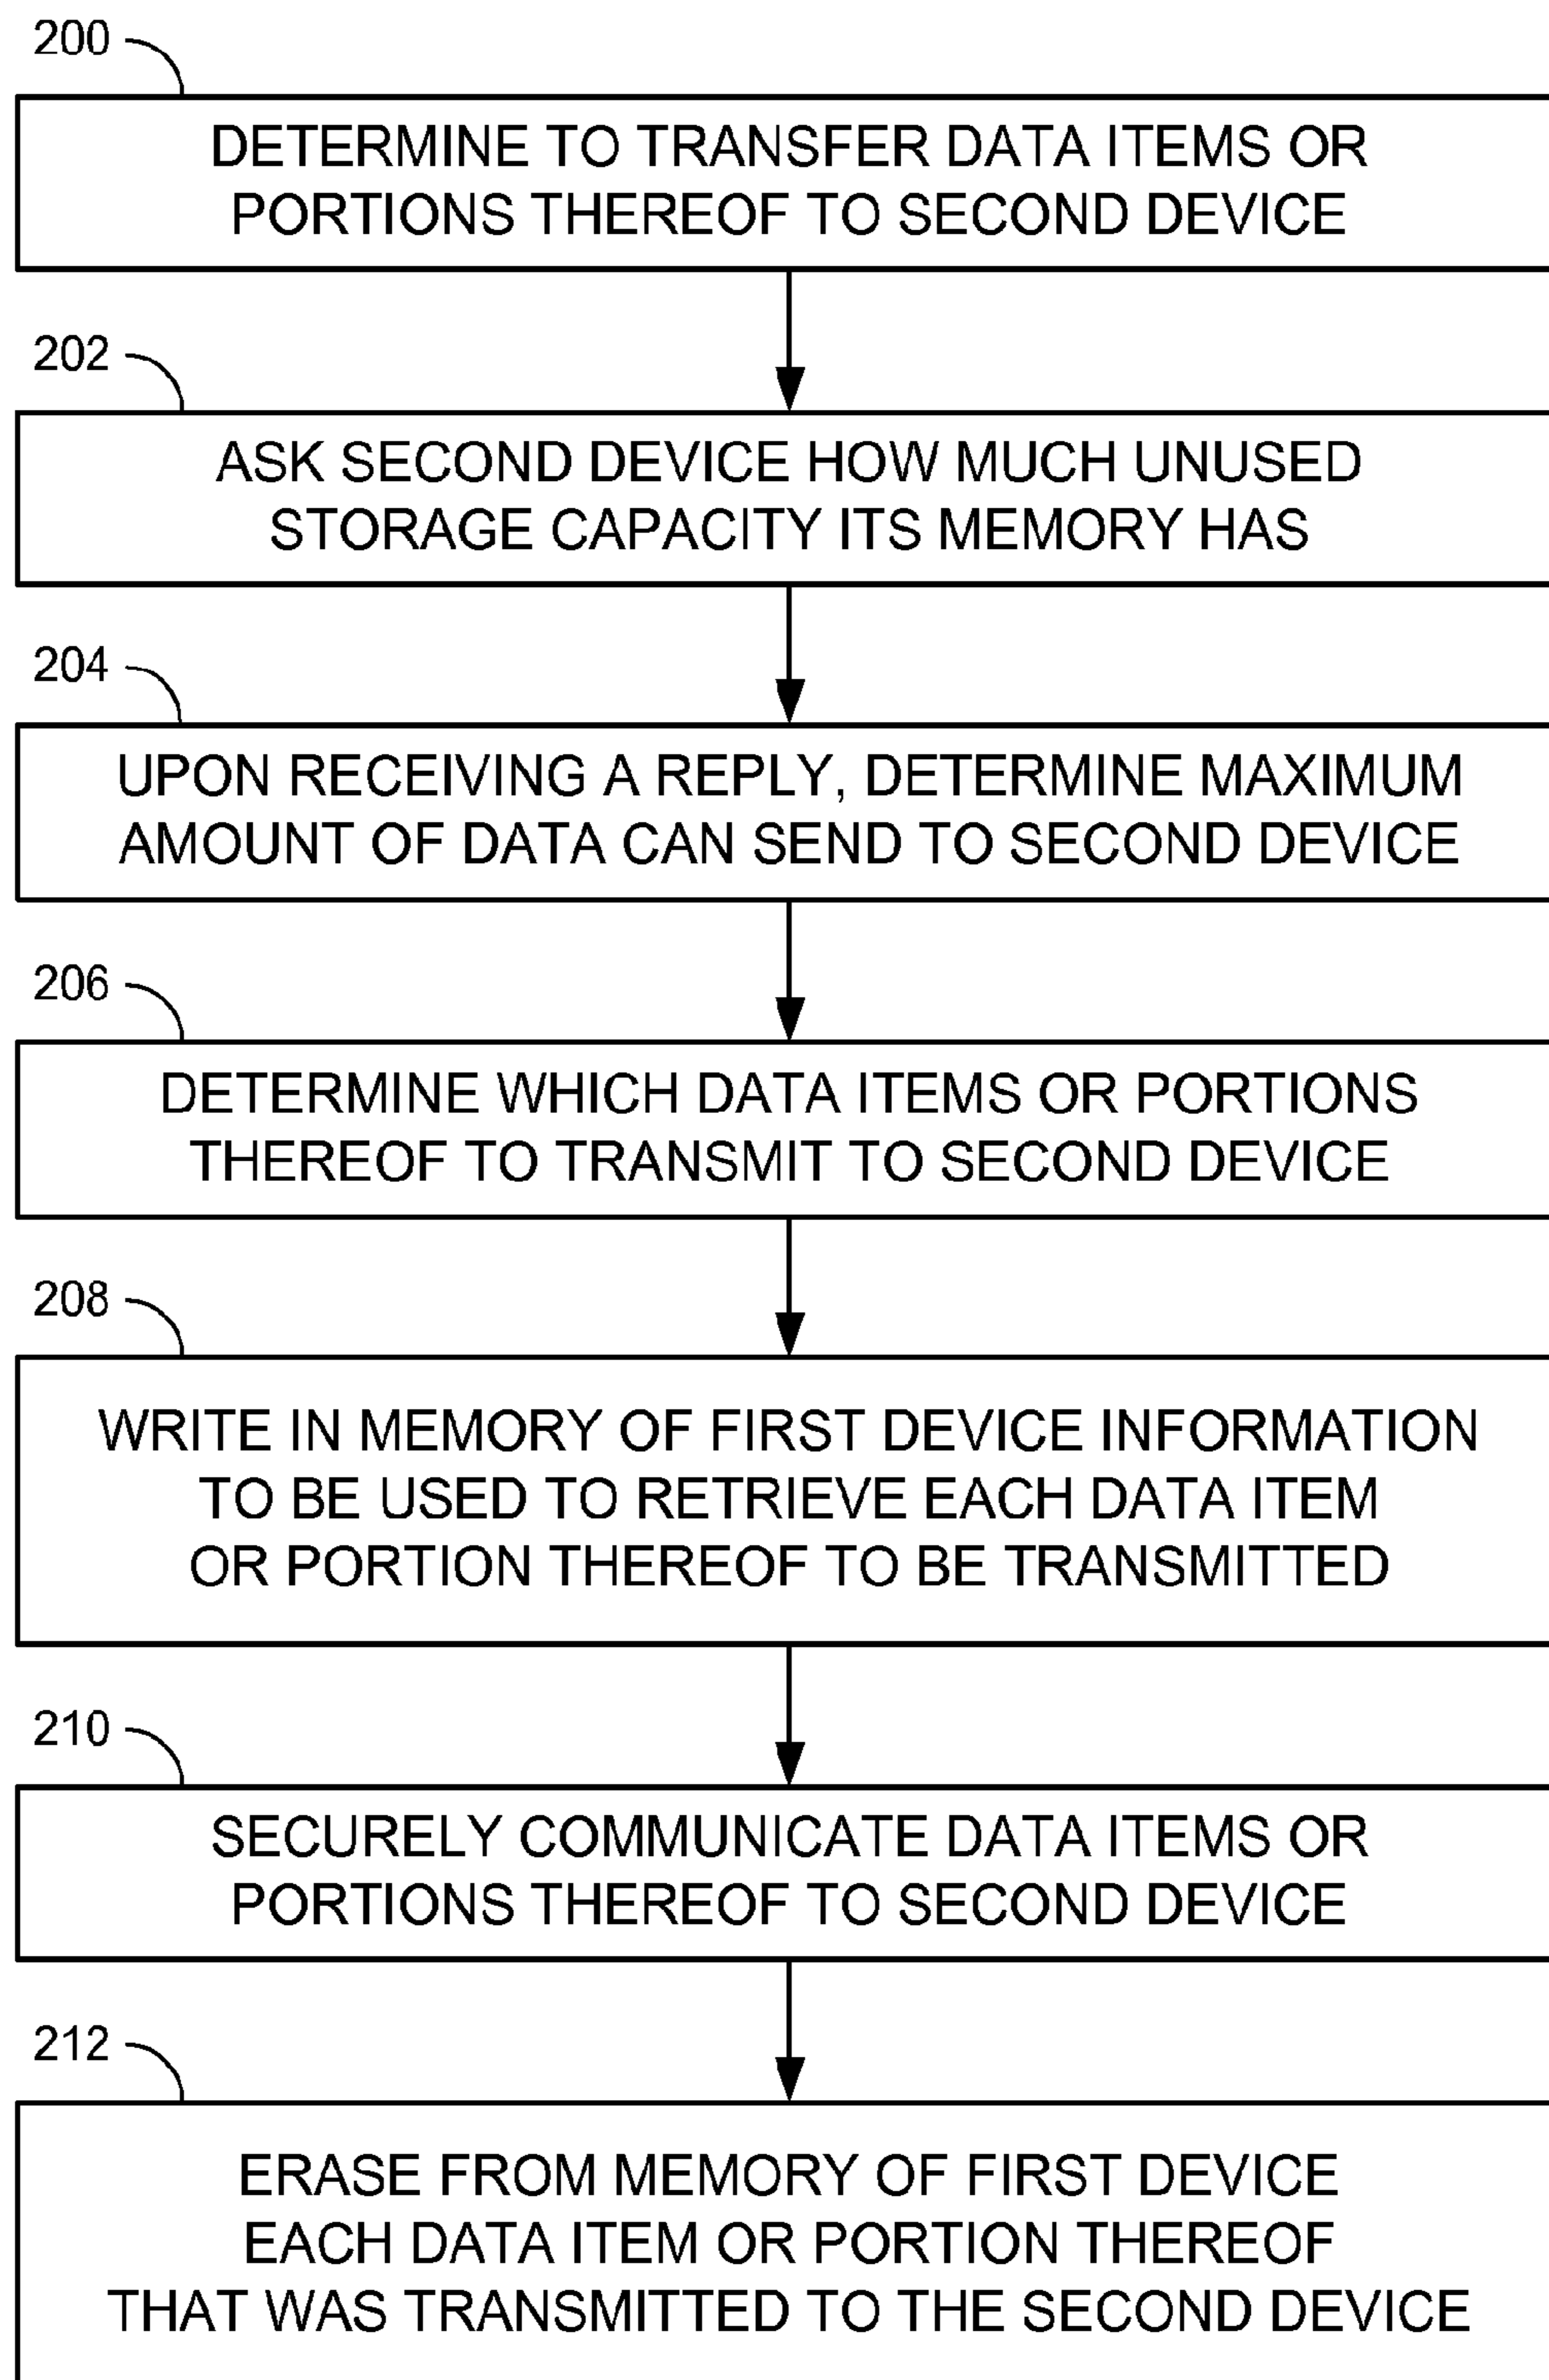 200
DETERMINE TO TRANSFER DATA ITEMS OR
PORTIONS THEREOF TO SECOND DEVICE
202
ASK SECOND DEVICE HOW MUCH UNUSED
STORAGE CAPACITY ITS MEMORY HAS
204
UPON RECEIVING A REPLY, DETERMINE MAXIMUM
AMOUNT OF DATA CAN SEND TO SECOND DEVICE
206
DETERMINE WHICH DATA ITEMS OR PORTIONS
THEREOF TO TRANSMIT TO SECOND DEVICE
208
WRITE IN MEMORY OF FIRST DEVICE INFORMATION
TO BE USED TO RETRIEVE EACH DATA ITEM
OR PORTION THEREOF TO BE TRANSMITTED
210
SECURELY COMMUNICATE DATA ITEMS OR
PORTIONS THEREOF TO SECOND DEVICE
212
ERASE FROM MEMORY OF FIRST DEVICE
EACH DATA ITEM OR PORTION THEREOF
THAT WAS TRANSMITTED TO THE SECOND DEVICE